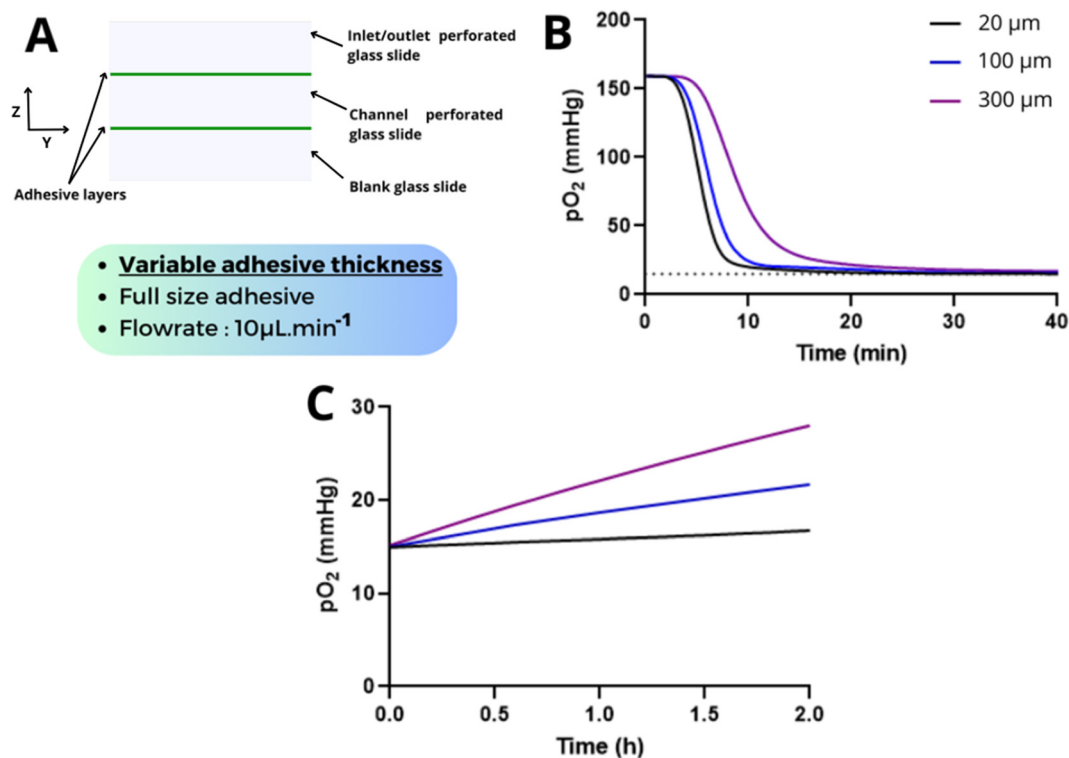 A
Inlet/outlet perforated
glass slide
Channel perforated
glass slide
Blank glass slide
Z
Y
Adhesive layers
• Variable adhesive thickness
• Full size adhesive
• Flowrate : 10µL.min⁻¹
B
200
150
100
50
0
pO₂ (mmHg)
0 10 20 30 40
Time (min)
20 µm
100 µm
300 µm
C
30
20
10
0
pO₂ (mmHg)
0.0 0.5 1.0 1.5 2.0
Time (h)